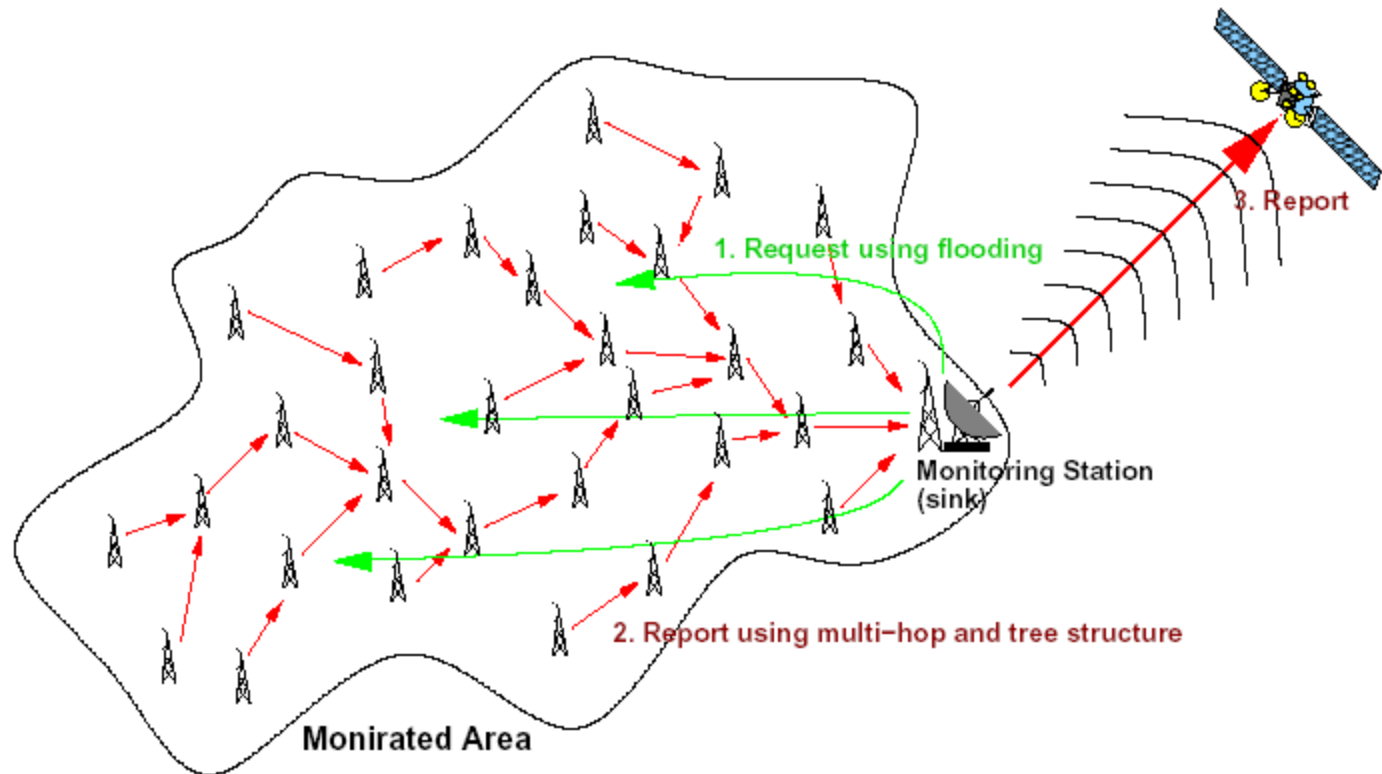 3. Report
1. Request using flooding
Monitoring Station
(sink)
2. Report using multi−hop and tree structure
Monirated Area